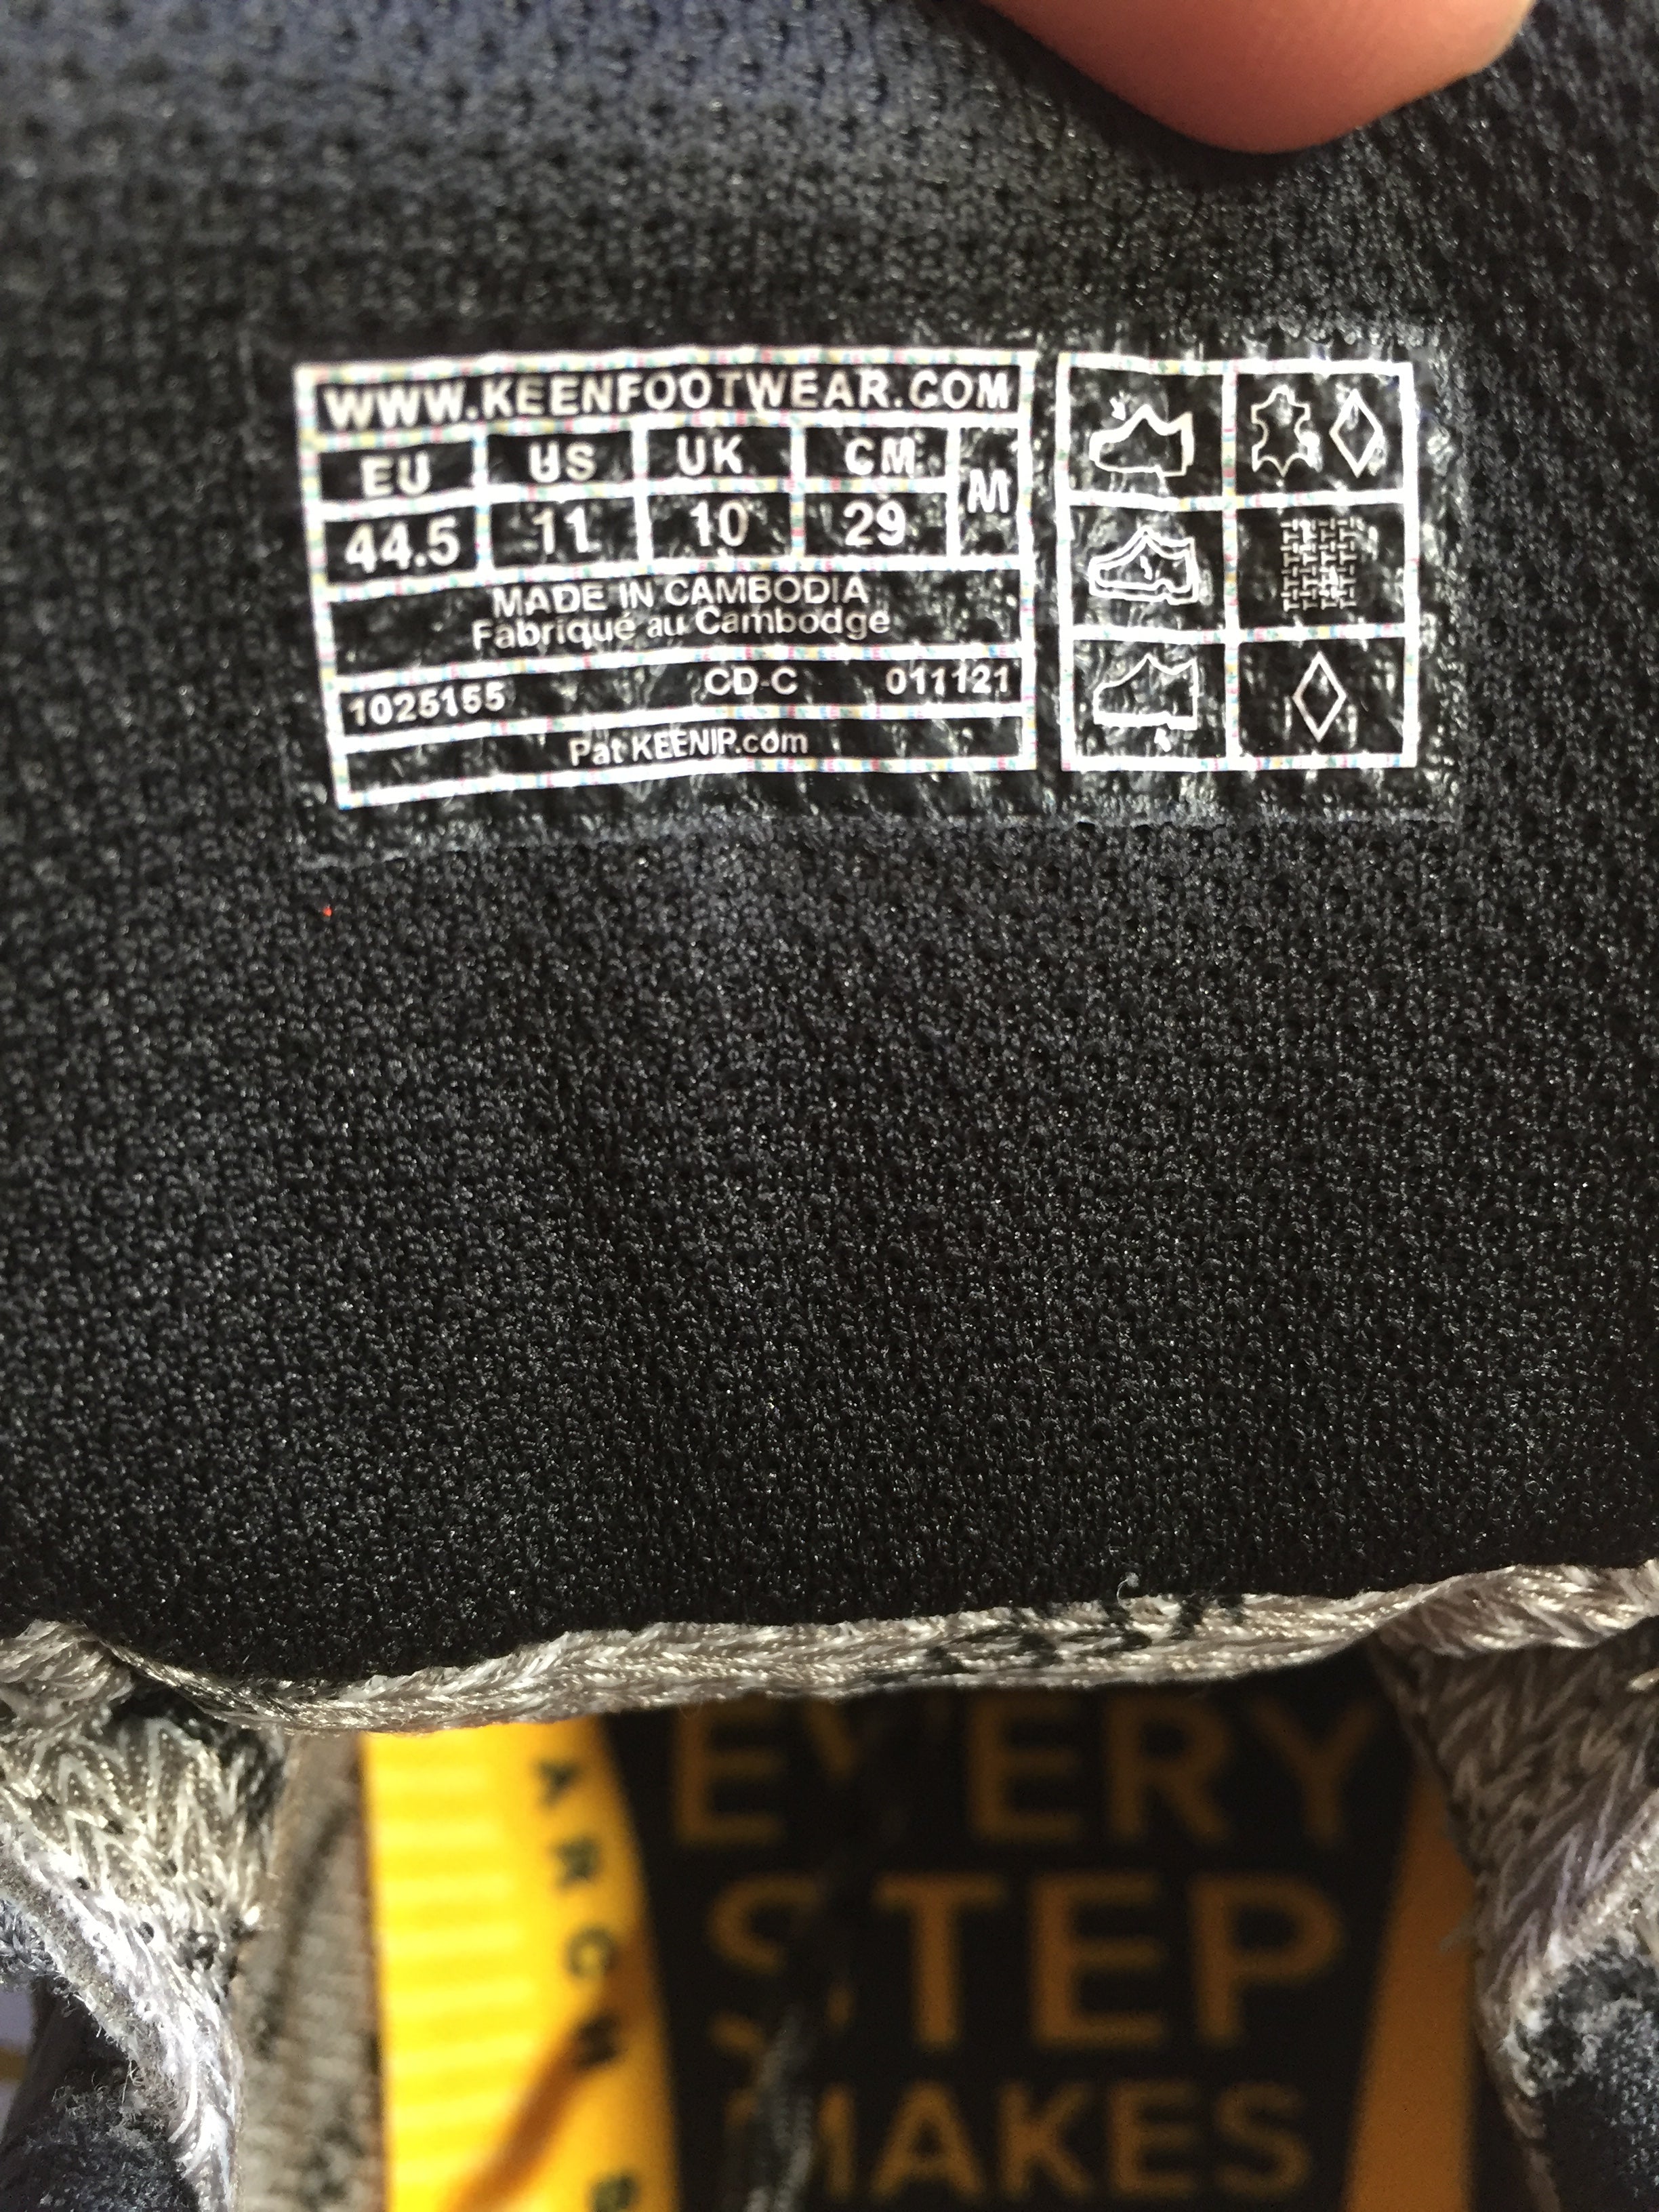 WWW.KEENFOOTWEAR.COM
EU US UK CM M
44.5 11 10 29
MADE IN CAMBODIA
Fabriqué au Cambodge
1025155 CD-C 011121
Pat KEENIP.com
EVERY
STEP
MAKES
ARCH S